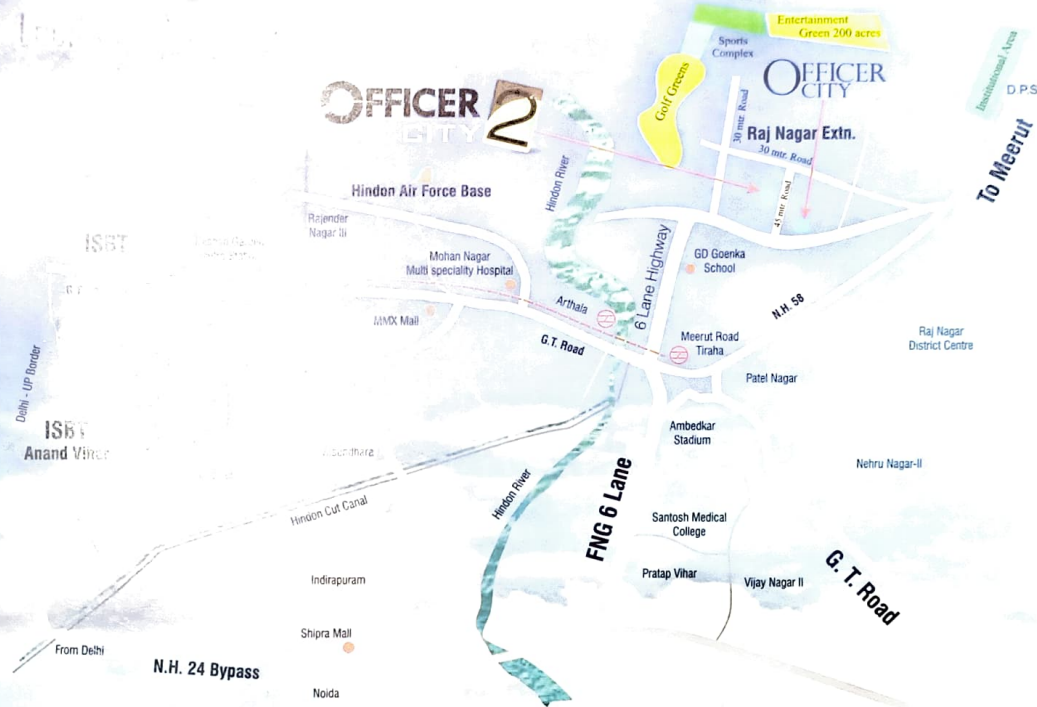 Entertainment
Green 200 acres
Sports
Complex
Golf Greens
OFFICER
CITY
Institutional Area
D.P.S
OFFICER
CITY 2
30 mtr. Road
Raj Nagar Extn.
30 mtr. Road
45 mtr. Road
To Meerut
Hindon River
Hindon Air Force Base
Rajender
Nagar III
ISBT
Mohan Nagar
Multi speciality Hospital
GD Goenka
School
6 Lane Highway
Arthala
MMX Mall
N.H. 58
G.T. Road
Meerut Road
Tiraha
Raj Nagar
District Centre
Patel Nagar
Delhi - UP Border
ISBT
Anand Vihar
Ambedkar
Stadium
Nehru Nagar-II
Hindon River
Hindon Cut Canal
FNG 6 Lane
Santosh Medical
College
Pratap Vihar
Vijay Nagar II
G. T. Road
Indirapuram
Shipra Mall
From Delhi
N.H. 24 Bypass
Noida